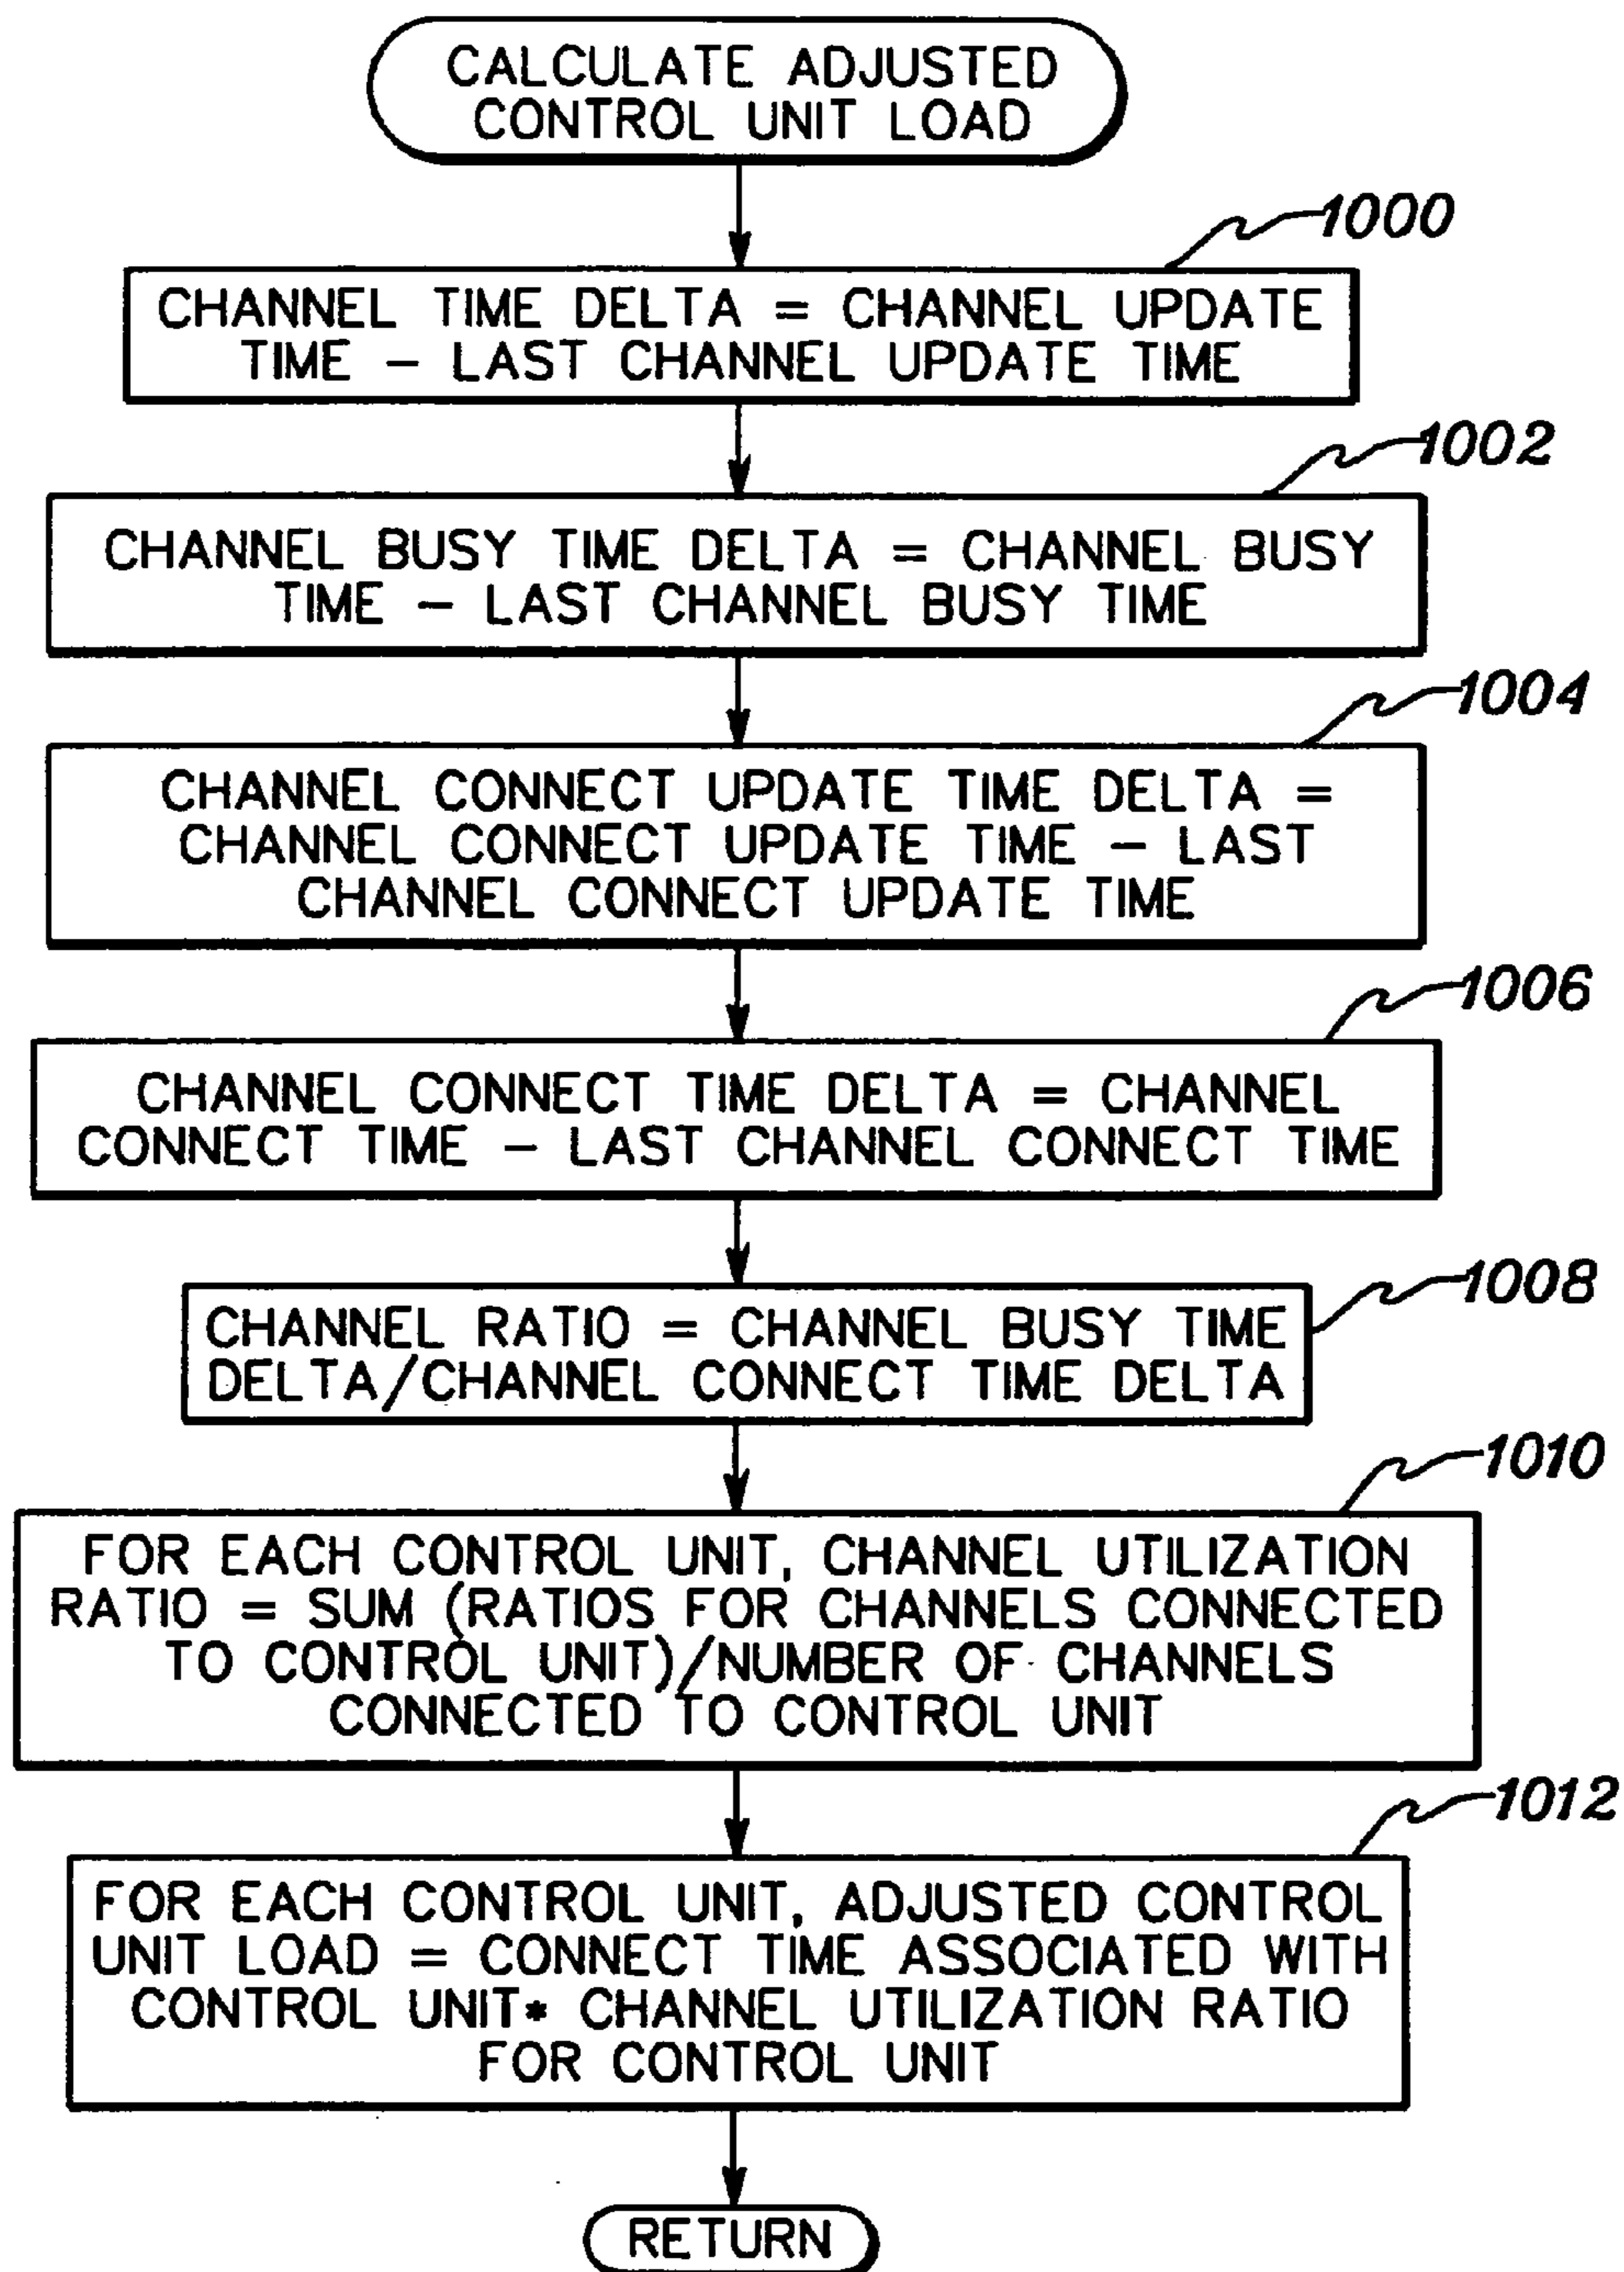 CALCULATE ADJUSTED
CONTROL UNIT LOAD
1000
CHANNEL TIME DELTA = CHANNEL UPDATE
TIME - LAST CHANNEL UPDATE TIME
1002
CHANNEL BUSY TIME DELTA = CHANNEL BUSY
TIME - LAST CHANNEL BUSY TIME
1004
CHANNEL CONNECT UPDATE TIME DELTA =
CHANNEL CONNECT UPDATE TIME - LAST
CHANNEL CONNECT UPDATE TIME
1006
CHANNEL CONNECT TIME DELTA = CHANNEL
CONNECT TIME - LAST CHANNEL CONNECT TIME
1008
CHANNEL RATIO = CHANNEL BUSY TIME
DELTA/CHANNEL CONNECT TIME DELTA
1010
FOR EACH CONTROL UNIT, CHANNEL UTILIZATION
RATIO = SUM (RATIOS FOR CHANNELS CONNECTED
TO CONTROL UNIT)/NUMBER OF CHANNELS
CONNECTED TO CONTROL UNIT
1012
FOR EACH CONTROL UNIT, ADJUSTED CONTROL
UNIT LOAD = CONNECT TIME ASSOCIATED WITH
CONTROL UNIT* CHANNEL UTILIZATION RATIO
FOR CONTROL UNIT
RETURN